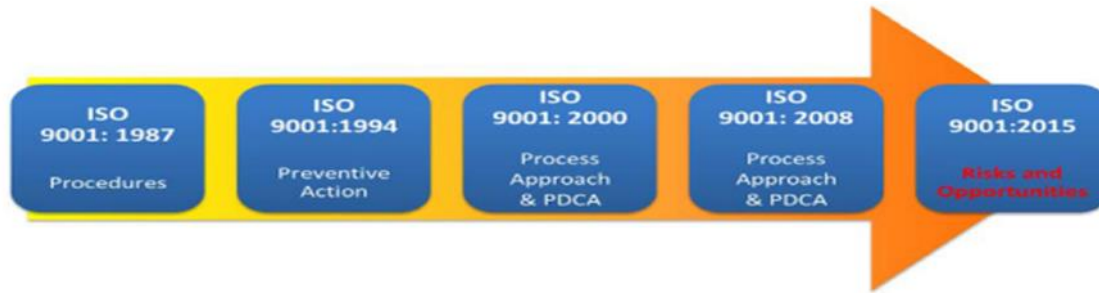 ISO
9001: 1987
Procedures
ISO
9001:1994
Preventive
Action
ISO
9001: 2000
Process
Approach
& PDCA
ISO
9001: 2008
Process
Approach
& PDCA
ISO
9001:2015
Risks and
Opportunities